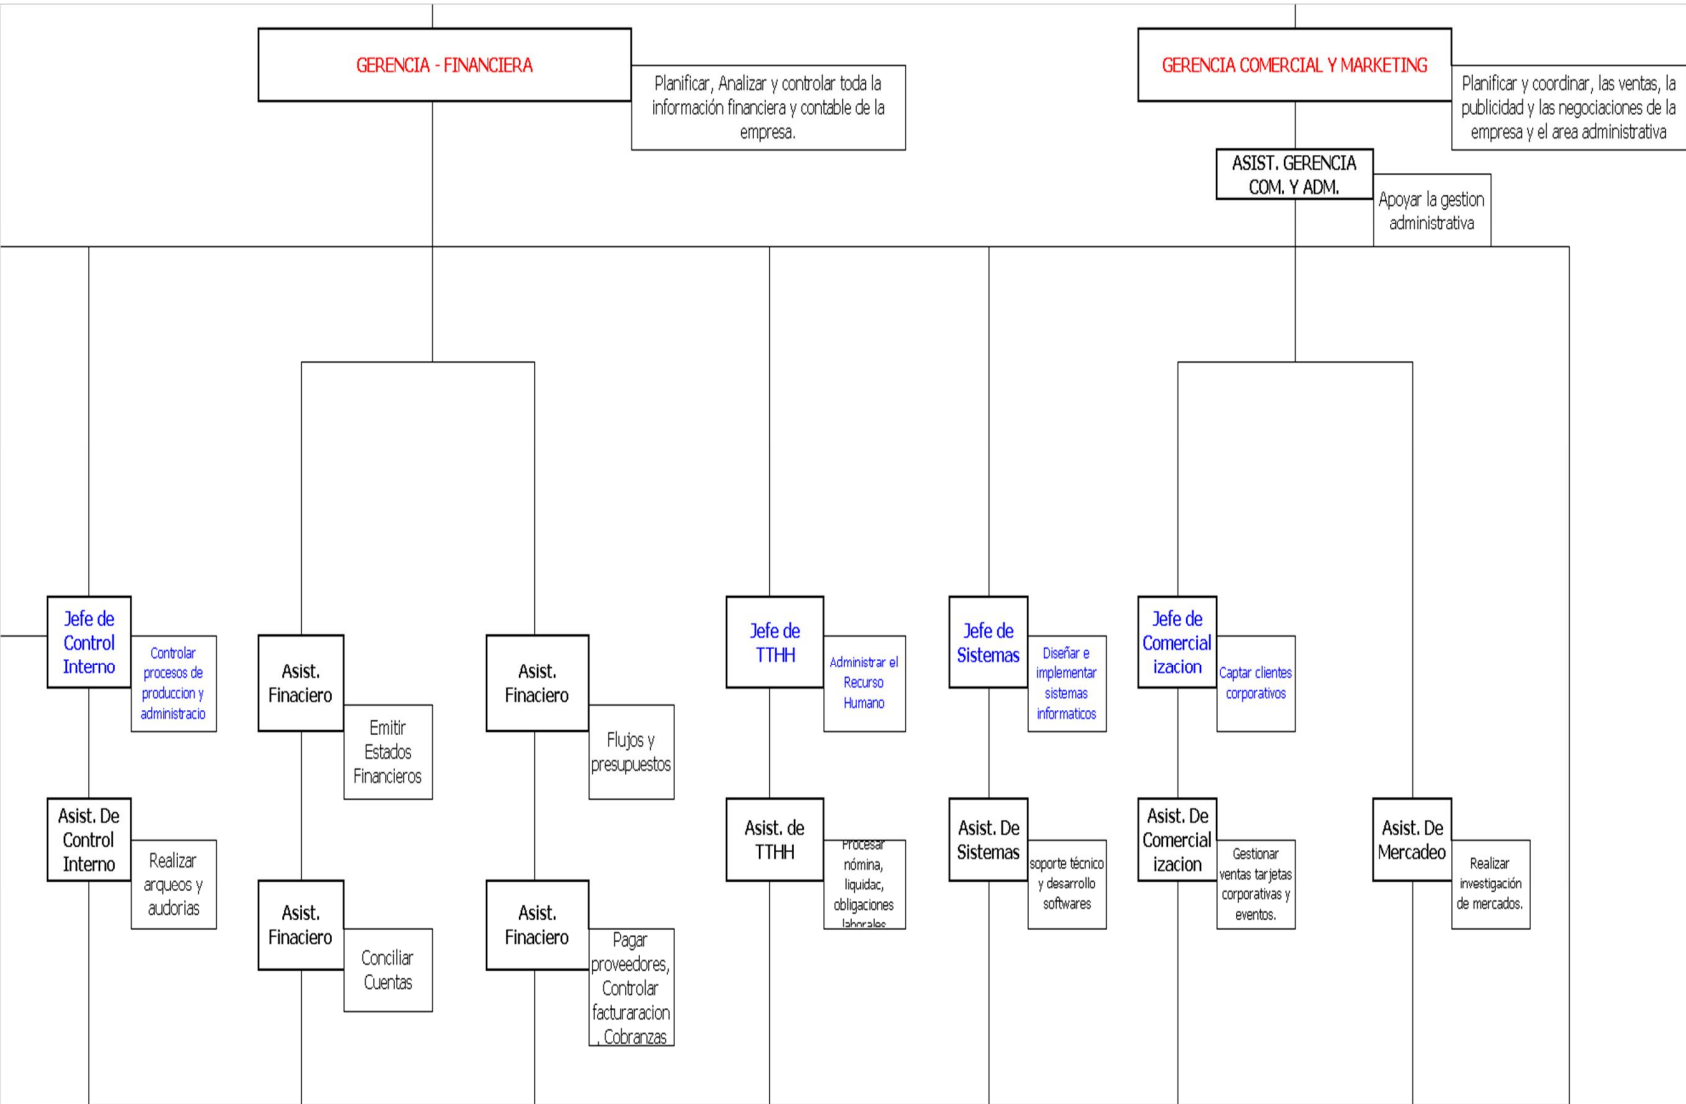 GERENCIA - FINANCIERA
Planificar, Analizar y controlar toda la
información financiera y contable de la
empresa.
GERENCIA COMERCIAL Y MARKETING
Planificar y coordinar, las ventas, la
publicidad y las negociaciones de la
empresa y el area administrativa
ASIST. GERENCIA
COM. Y ADM.
Apoyar la gestion
administrativa
Jefe de
Control
Interno
Controlar
procesos de
produccion y
administracio
Asist.
Finaciero
Emitir
Estados
Financieros
Asist.
Finaciero
Flujos y
presupuestos
Jefe de
TTHH
Administrar el
Recurso
Humano
Jefe de
Sistemas
Diseñar e
implementar
sistemas
informaticos
Jefe de
Comercial
izacion
Captar clientes
corporativos
Asist. De
Control
Interno
Realizar
arqueos y
audorias
Asist.
Finaciero
Conciliar
Cuentas
Asist.
Finaciero
Pagar
proveedores,
Controlar
facturaracion
, Cobranzas
Asist. de
TTHH
Procesar
nómina,
liquidac,
obligaciones
laborales
Asist. De
Sistemas
soporte técnico
y desarrollo
softwares
Asist. De
Comercial
izacion
Gestionar
ventas tarjetas
corporativas y
eventos.
Asist. De
Mercadeo
Realizar
investigación
de mercados.